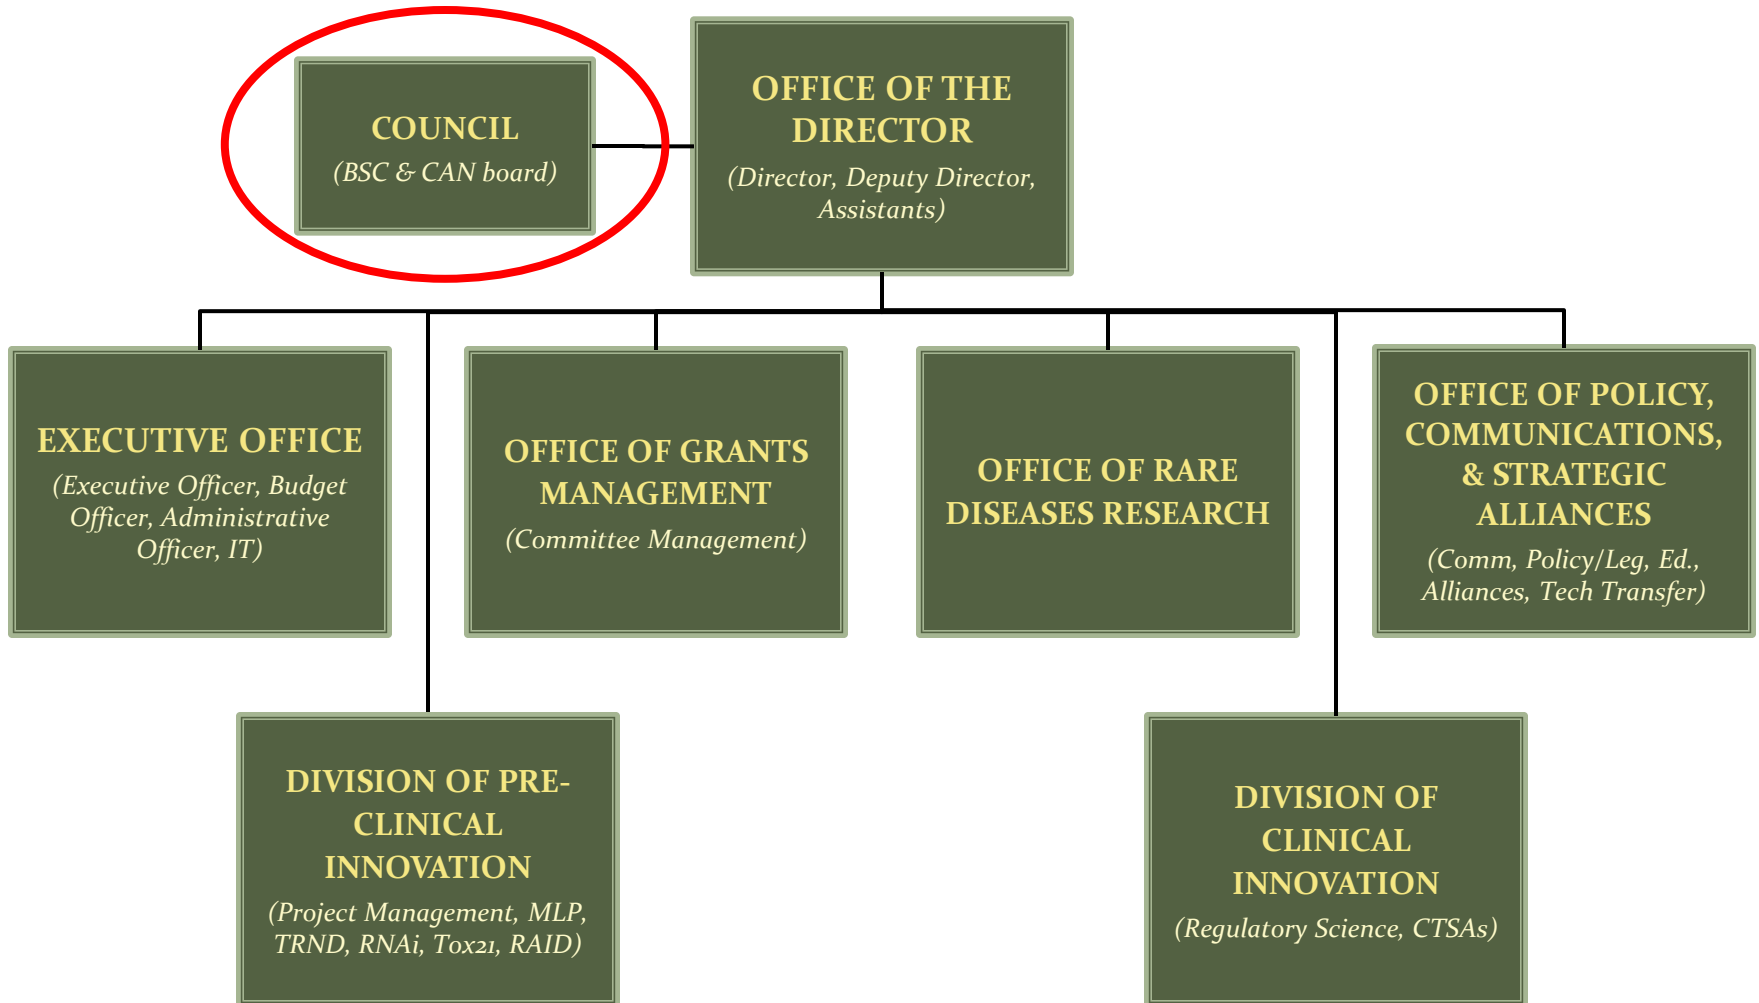 COUNCIL
(BSC & CAN board)
OFFICE OF THE
DIRECTOR
(Director, Deputy Director,
Assistants)
EXECUTIVE OFFICE
(Executive Officer, Budget
Officer, Administrative
Officer, IT)
OFFICE OF GRANTS
MANAGEMENT
(Committee Management)
OFFICE OF RARE
DISEASES RESEARCH
OFFICE OF POLICY,
COMMUNICATIONS,
& STRATEGIC
ALLIANCES
(Comm, Policy/Leg, Ed.,
Alliances, Tech Transfer)
DIVISION OF PRE-
CLINICAL
INNOVATION
(Project Management, MLP,
TRND, RNAi, Tox21, RAID)
DIVISION OF
CLINICAL
INNOVATION
(Regulatory Science, CTSAs)